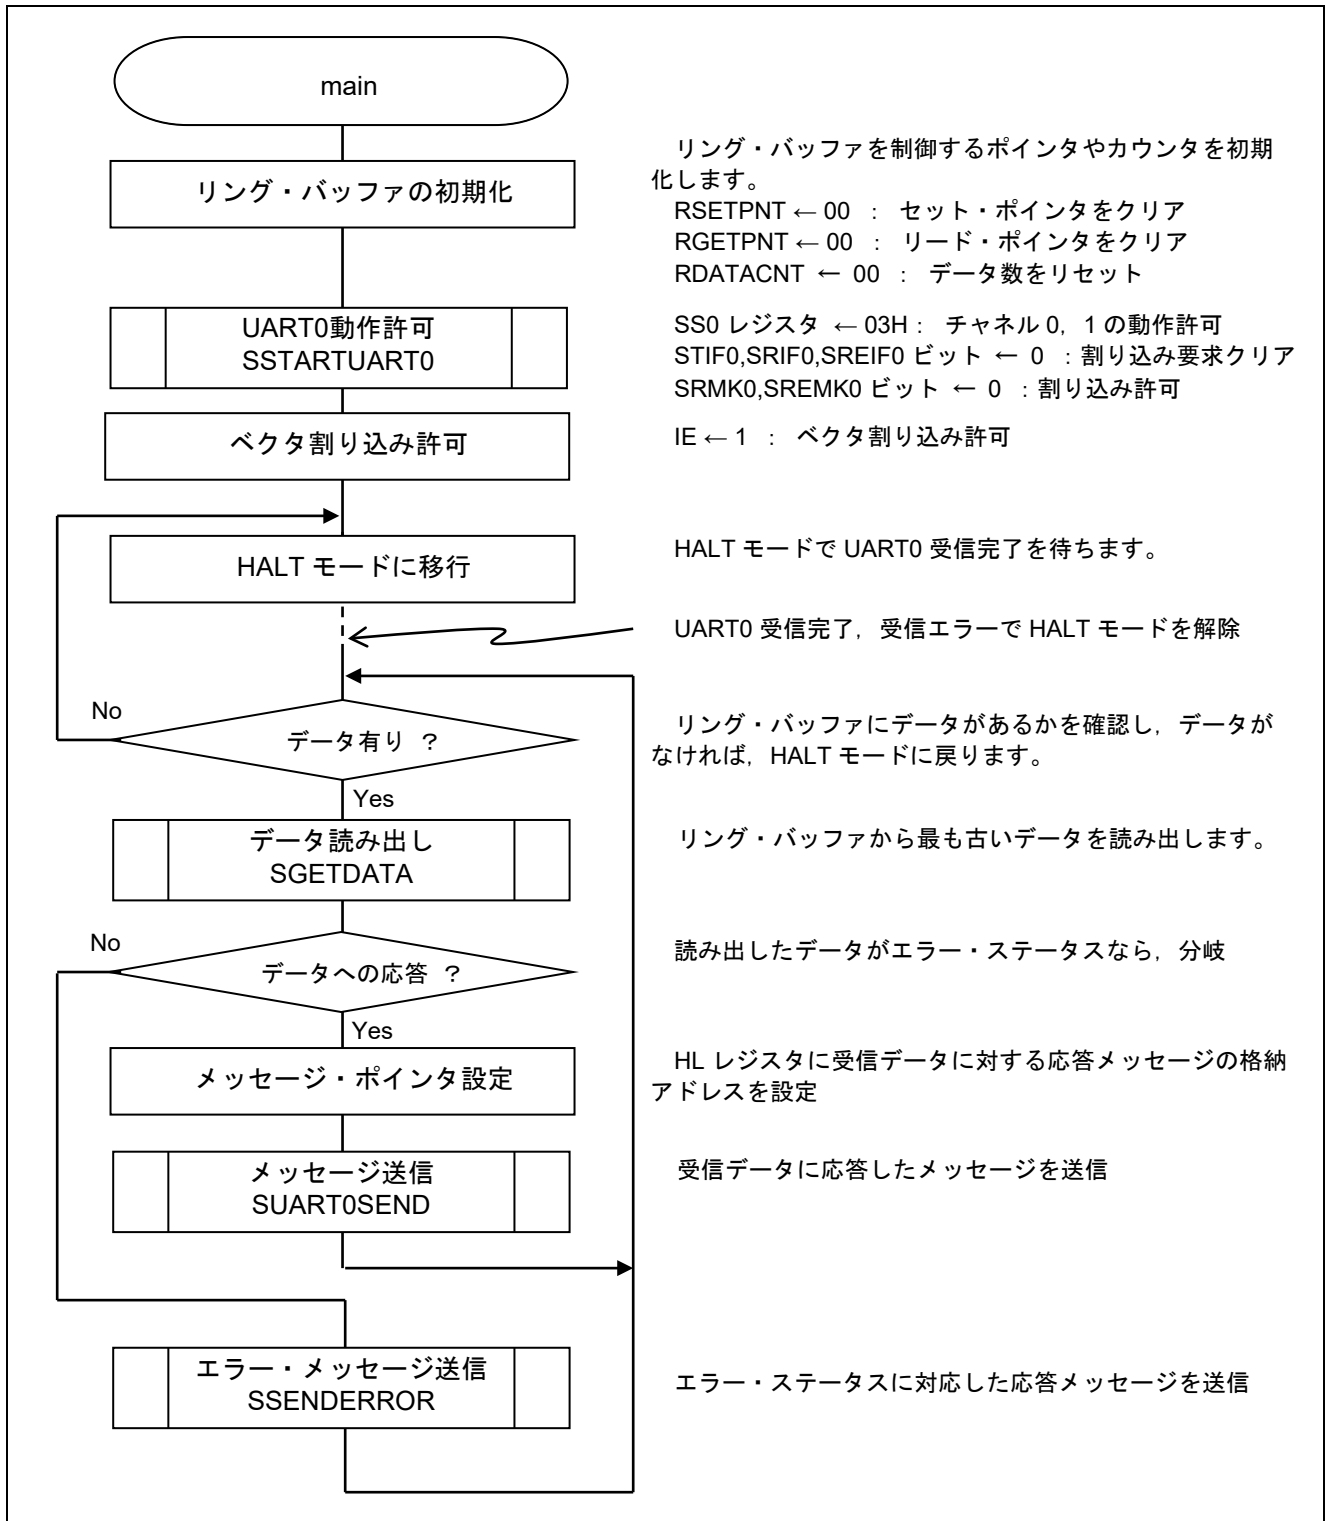 main
リング・バッファの初期化
リング・バッファを制御するポインタやカウンタを初期
化します。
RSETPNT ← 00 : セット・ポインタをクリア
RGETPNT ← 00 : リード・ポインタをクリア
RDATACNT ← 00 : データ数をリセット
UART0動作許可
SSTARTUART0
SS0 レジスタ ← 03H : チャネル 0, 1 の動作許可
STIF0,SRIF0,SREIF0 ビット ← 0 : 割り込み要求クリア
SRMK0,SREMK0 ビット ← 0 : 割り込み許可
ベクタ割り込み許可
IE ← 1 : ベクタ割り込み許可
HALT モードに移行
HALT モードで UART0 受信完了を待ちます。
UART0 受信完了, 受信エラーで HALT モードを解除
No
データ有り ?
Yes
リング・バッファにデータがあるかを確認し, データが
なければ, HALT モードに戻ります。
データ読み出し
SGETDATA
リング・バッファから最も古いデータを読み出します。
No
データへの応答 ?
Yes
読み出したデータがエラー・ステータスなら, 分岐
メッセージ・ポインタ設定
HL レジスタに受信データに対する応答メッセージの格納
アドレスを設定
メッセージ送信
SUART0SEND
受信データに応答したメッセージを送信
エラー・メッセージ送信
SSENDERROR
エラー・ステータスに対応した応答メッセージを送信